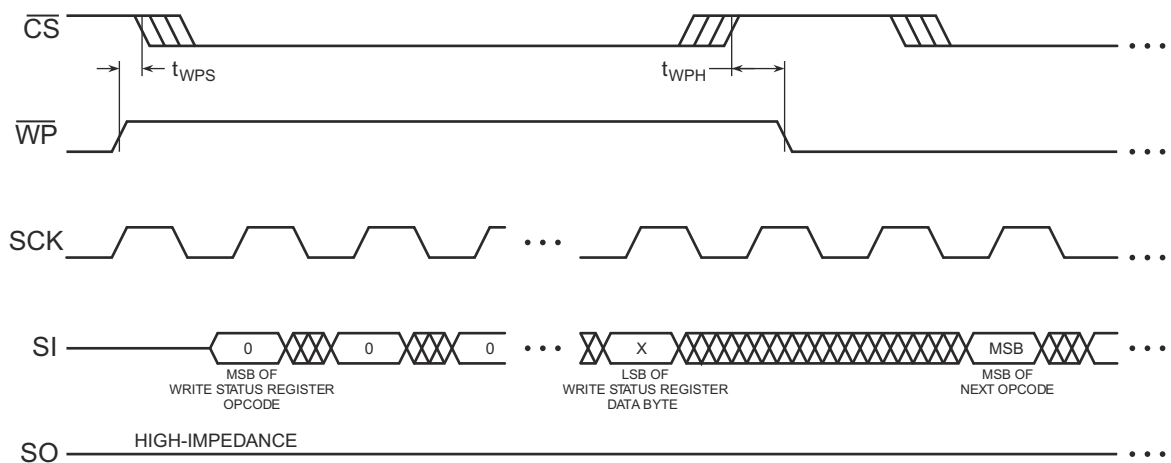 CS
tWPS
tWPH
WP
SCK
SI
0
0
0
X
MSB
MSB OF
WRITE STATUS REGISTER
OPCODE
LSB OF
WRITE STATUS REGISTER
DATA BYTE
MSB OF
NEXT OPCODE
SO
HIGH-IMPEDANCE